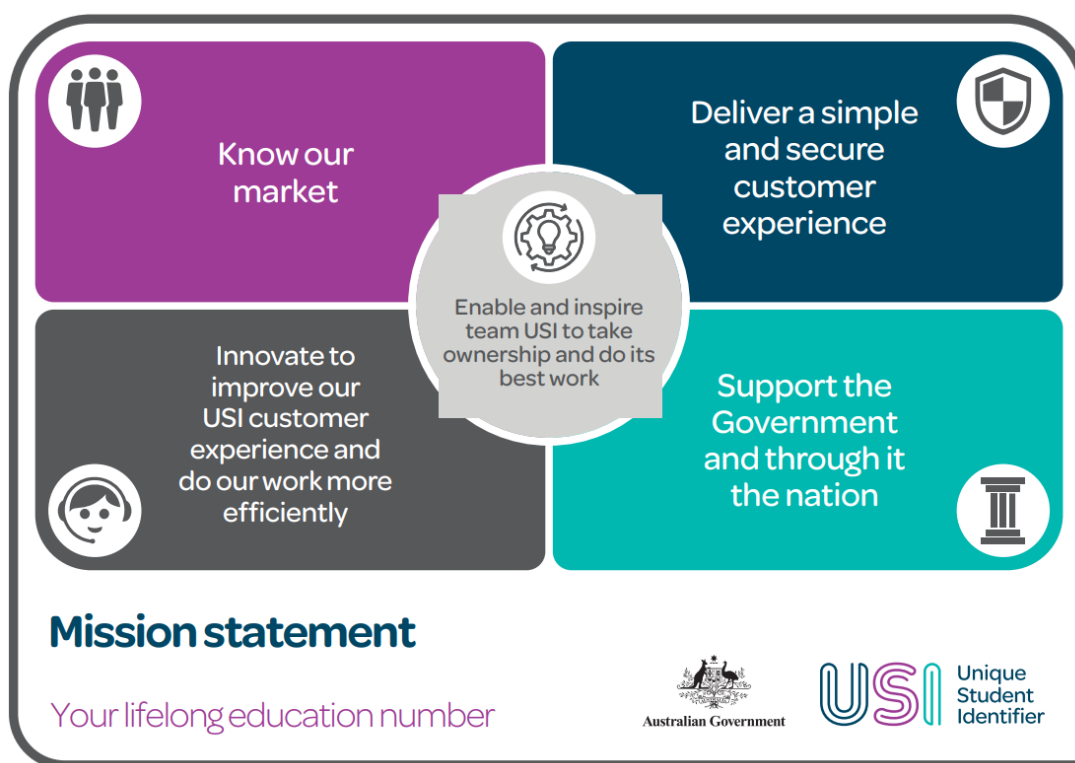 Know our
market
Deliver a simple
and secure
customer
experience
Enable and inspire
team USI to take
ownership and do its
best work
Innovate to
improve our
USI customer
experience and
do our work more
efficiently
Support the
Government
and through it
the nation
Mission statement
Your lifelong education number
Australian Government
USI
Unique
Student
Identifier